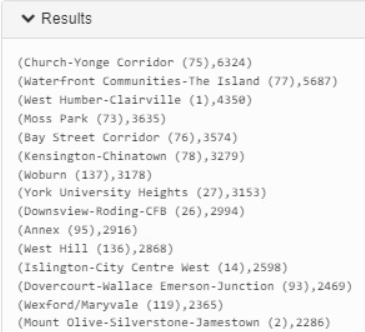 Results
(Church-Yonge Corridor (75),6324)
(Waterfront Communities-The Island (77),5687)
(West Humber-Clairville (1),4350)
(Moss Park (73),3635)
(Bay Street Corridor (76),3574)
(Kensington-Chinatown (78),3279)
(Woburn (137),3178)
(York University Heights (27),3153)
(Downsview-Roding-CFB (26),2994)
(Annex (95),2916)
(West Hill (136),2868)
(Islington-City Centre West (14),2598)
(Dovercourt-Wallace Emerson-Junction (93),2469)
(Wexford/Maryvale (119),2365)
(Mount Olive-Silverstone-Jamestown (2),2286)